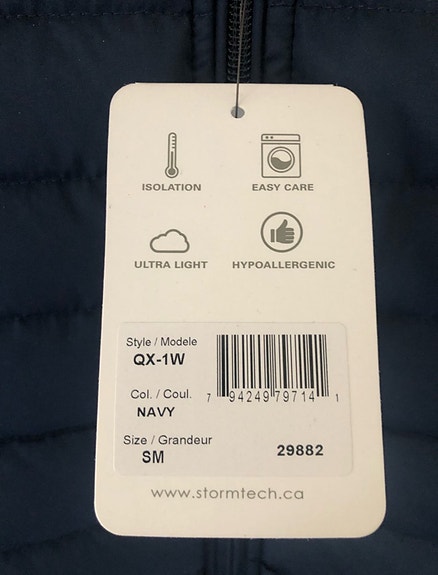 ISOLATION
EASY CARE
ULTRA LIGHT
HYPOALLERGENIC
Style / Modele
QX-1W
Col. / Coul.
NAVY
7 94249 79714 1
Size / Grandeur
SM
29882
www.stormtech.ca